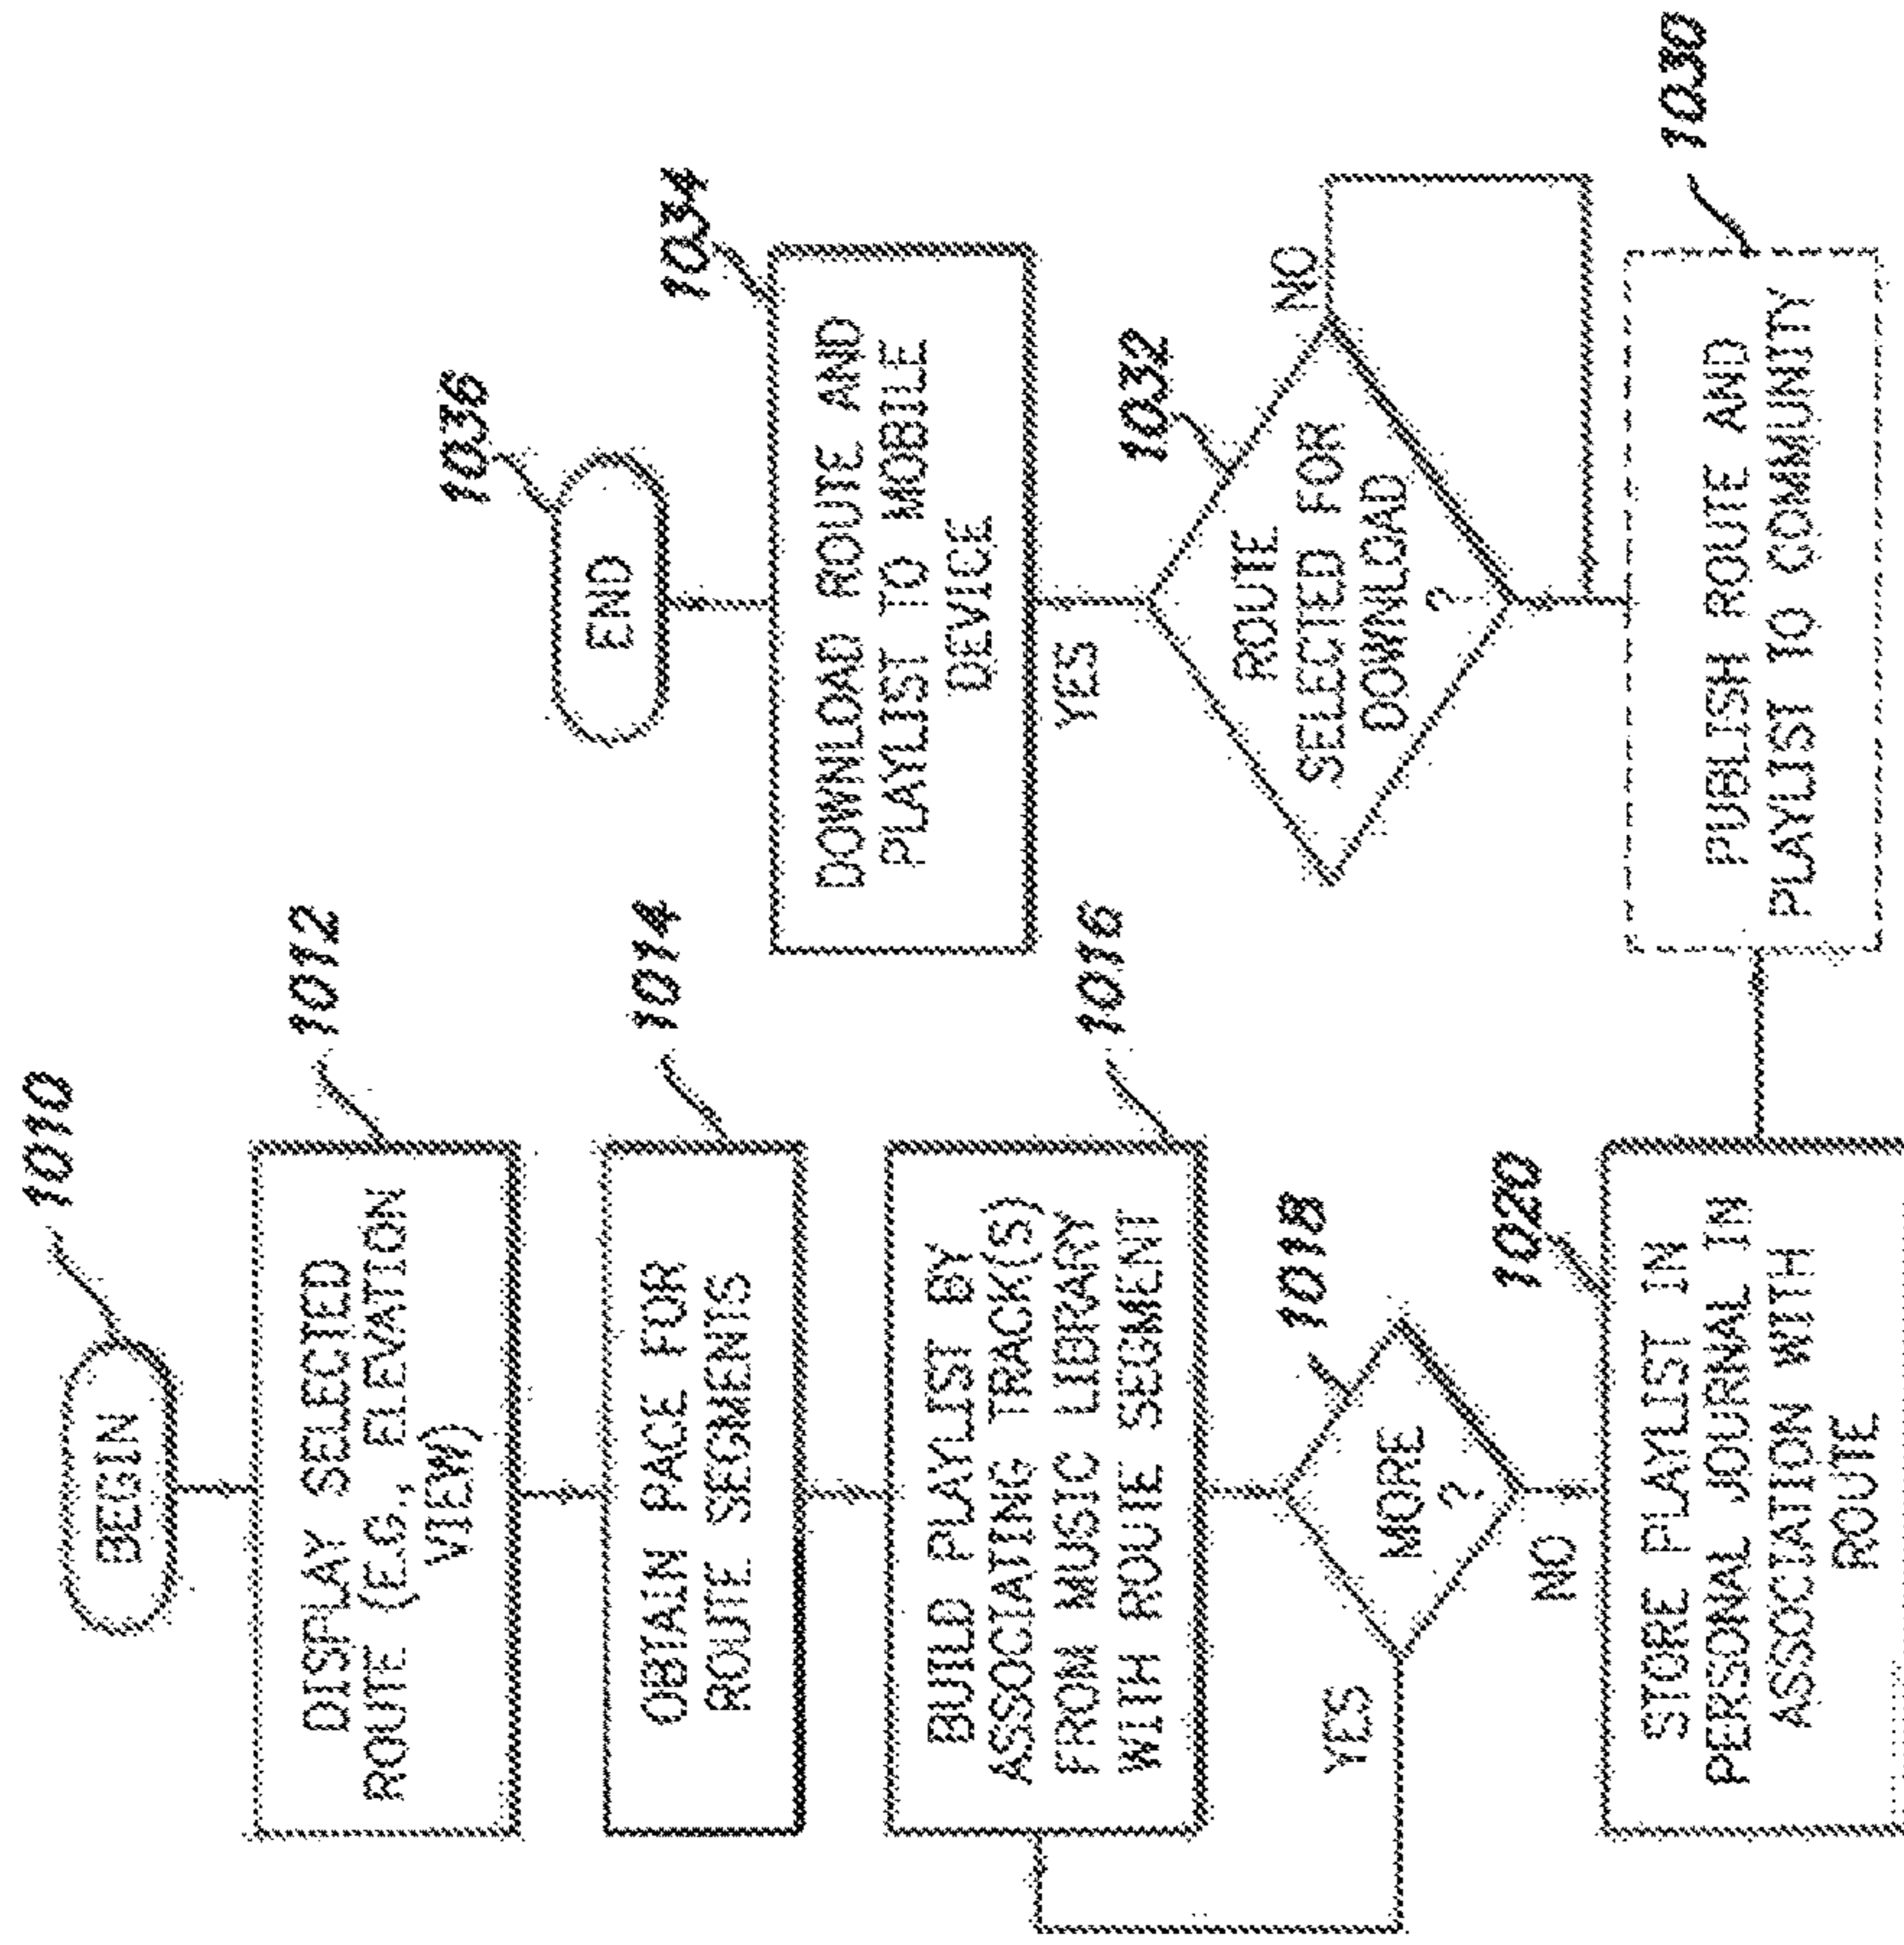 1010
BEGIN
1012
DISPLAY SELECTED
ROUTE (E.G., ELEVATION
VIEW)
1014
OBTAIN PACE FOR
ROUTE SEGMENTS
1016
BUILD PLAYLIST BY
ASSOCIATING TRACK(S)
FROM MUSIC LIBRARY
WITH ROUTE SEGMENT
1018
MORE
?
YES
NO
1020
STORE PLAYLIST IN
PERSONAL JOURNAL IN
ASSOCIATION WITH
ROUTE
1036
END
1034
DOWNLOAD ROUTE AND
PLAYLIST TO MOBILE
DEVICE
YES
1032
ROUTE
SELECTED FOR
DOWNLOAD
?
NO
1030
PUBLISH ROUTE AND
PLAYLIST TO COMMUNITY